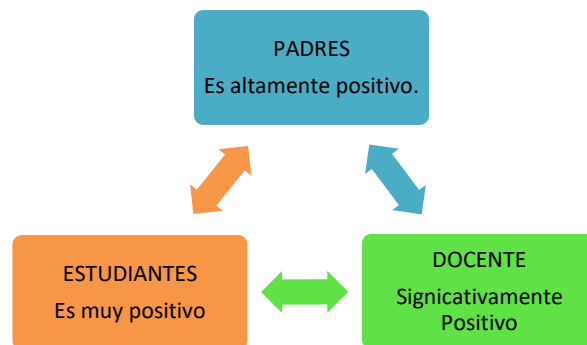 PADRES
Es altamente positivo.
ESTUDIANTES
Es muy positivo
DOCENTE
Signicativamente
Positivo